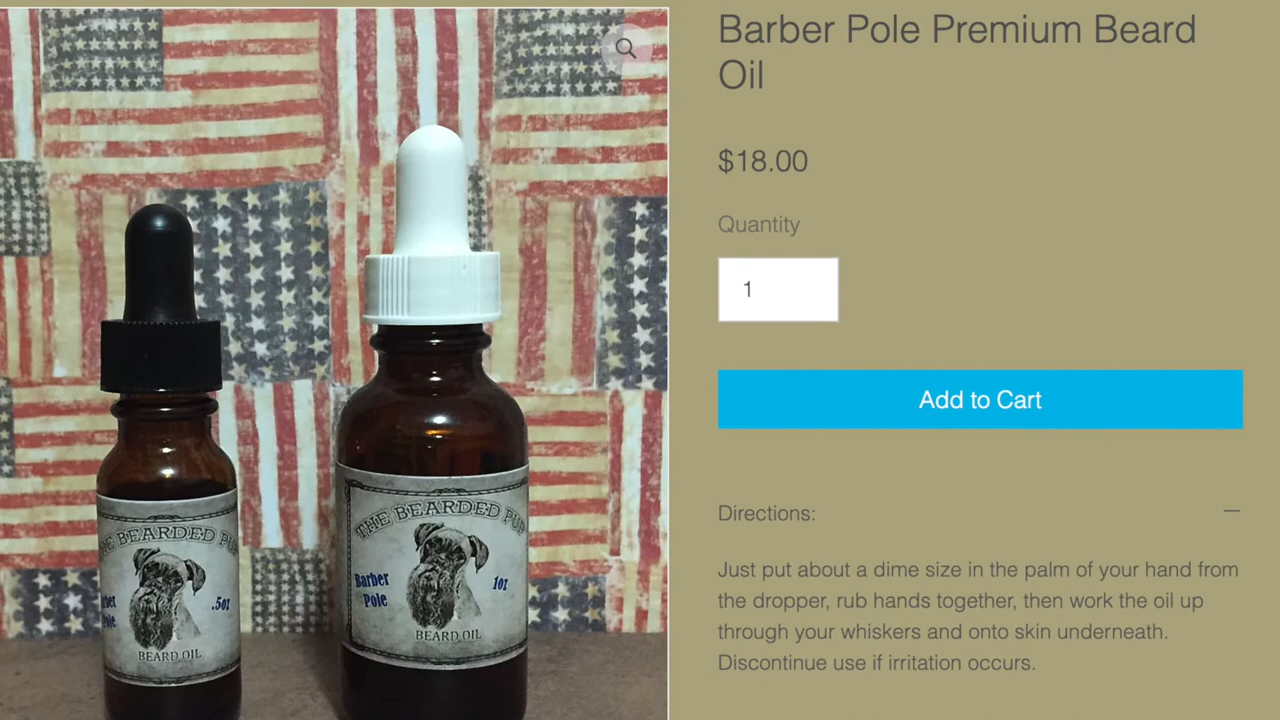 Barber Pole Premium Beard
Oil
$18.00
Quantity
1
Add to Cart
Directions:
Just put about a dime size in the palm of your hand from
the dropper, rub hands together, then work the oil up
through your whiskers and onto skin underneath.
Discontinue use if irritation occurs.
THE BEARDED PUP
Barber
Pole
1oz
BEARD OIL
BEARDED
.5oz
BEARD OIL